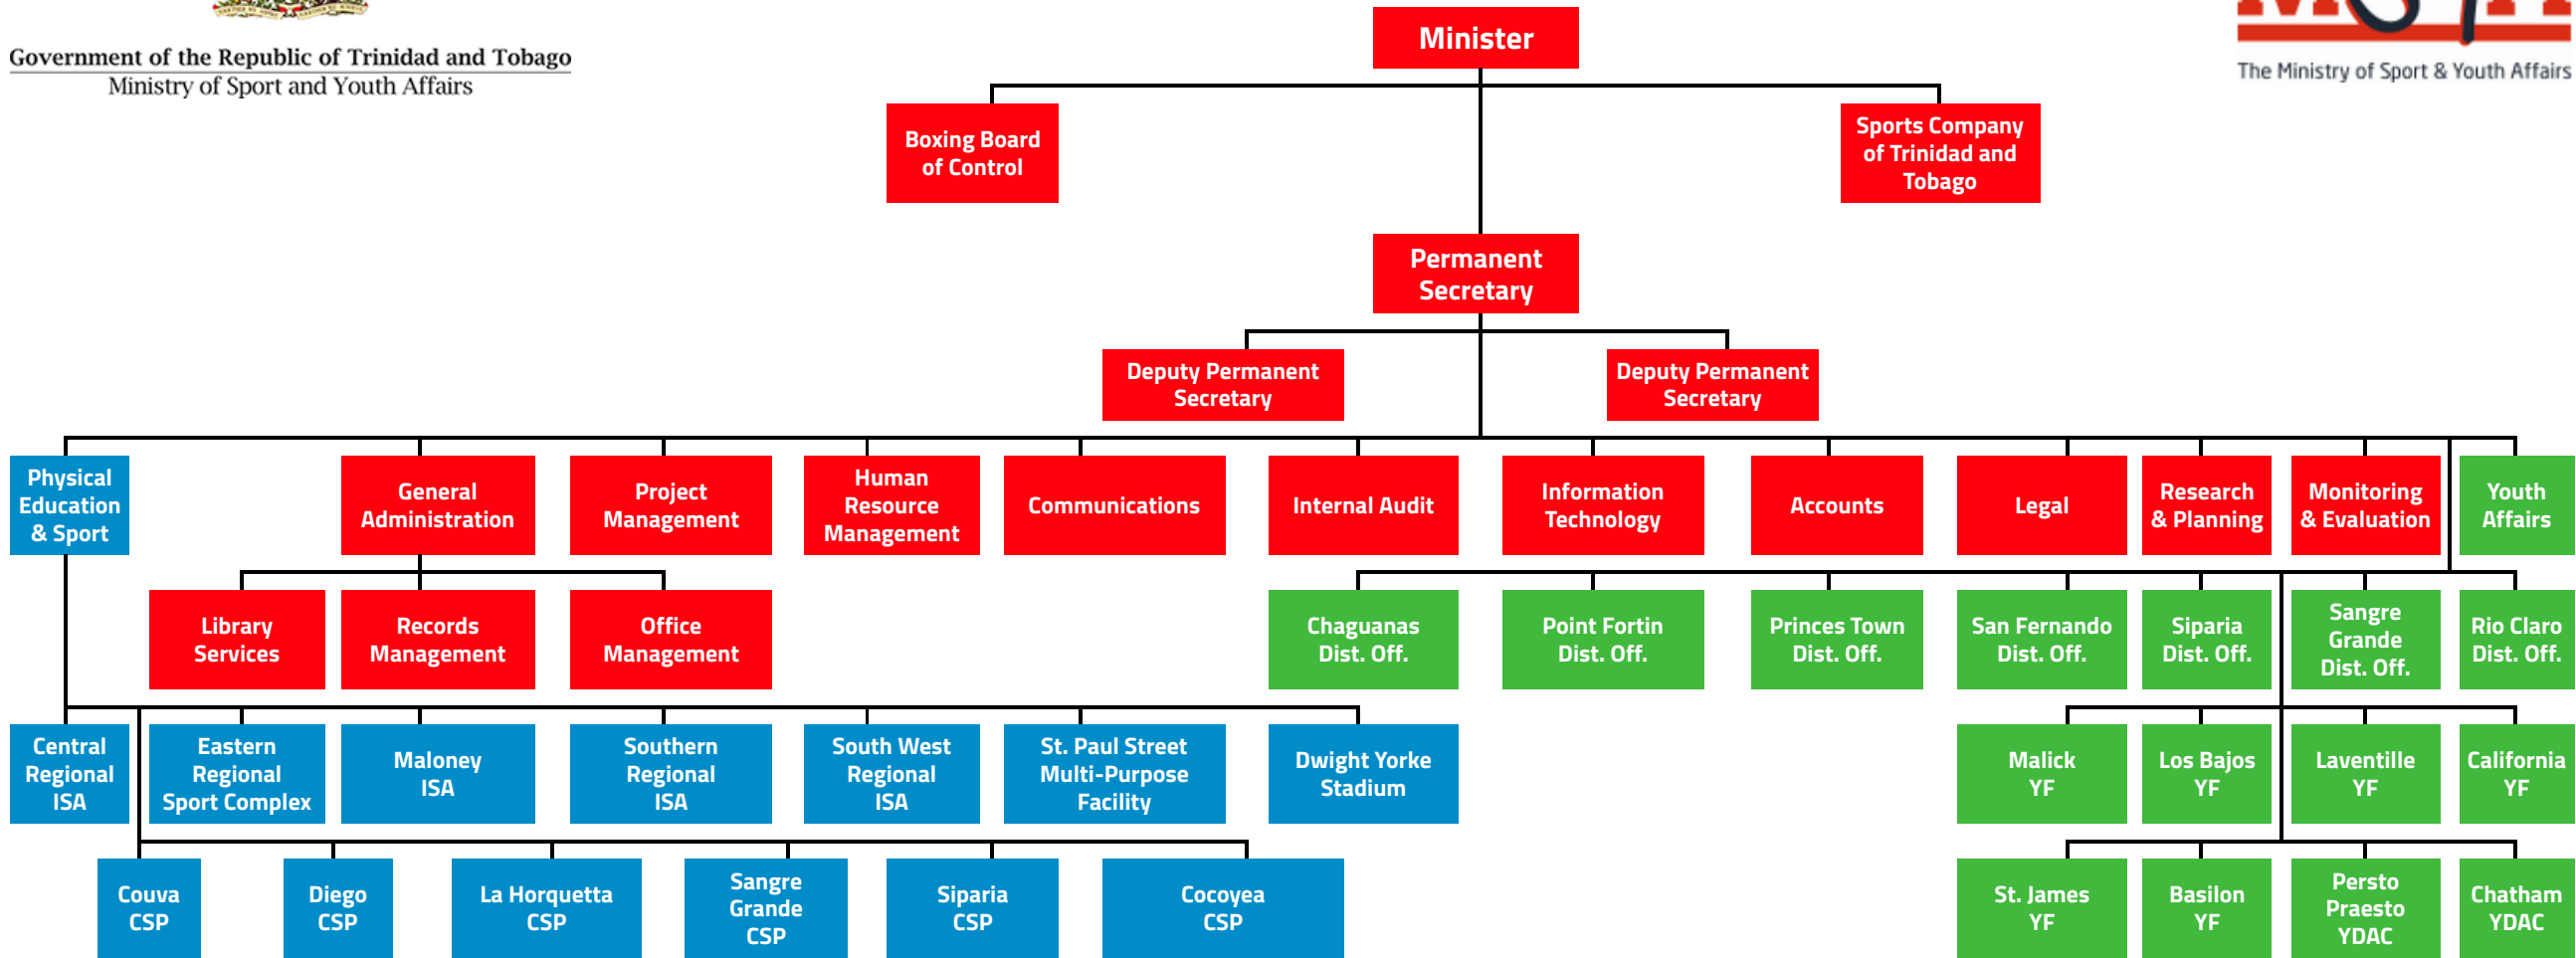 Government of the Republic of Trinidad and Tobago
Ministry of Sport and Youth Affairs
The Ministry of Sport & Youth Affairs
Minister
Boxing Board
of Control
Sports Company
of Trinidad and
Tobago
Permanent
Secretary
Deputy Permanent
Secretary
Deputy Permanent
Secretary
Physical
Education
& Sport
General
Administration
Project
Management
Human
Resource
Management
Communications
Internal Audit
Information
Technology
Accounts
Legal
Research
& Planning
Monitoring
& Evaluation
Youth
Affairs
Library
Services
Records
Management
Office
Management
Chaguanas
Dist. Off.
Point Fortin
Dist. Off.
Princes Town
Dist. Off.
San Fernando
Dist. Off.
Siparia
Dist. Off.
Sangre
Grande
Dist. Off.
Rio Claro
Dist. Off.
Central
Regional
ISA
Eastern
Regional
Sport Complex
Maloney
ISA
Southern
Regional
ISA
South West
Regional
ISA
St. Paul Street
Multi-Purpose
Facility
Dwight Yorke
Stadium
Malick
YF
Los Bajos
YF
Laventille
YF
California
YF
Couva
CSP
Diego
CSP
La Horquetta
CSP
Sangre
Grande
CSP
Siparia
CSP
Cocoyea
CSP
St. James
YF
Basilon
YF
Persto
Praesto
YDAC
Chatham
YDAC